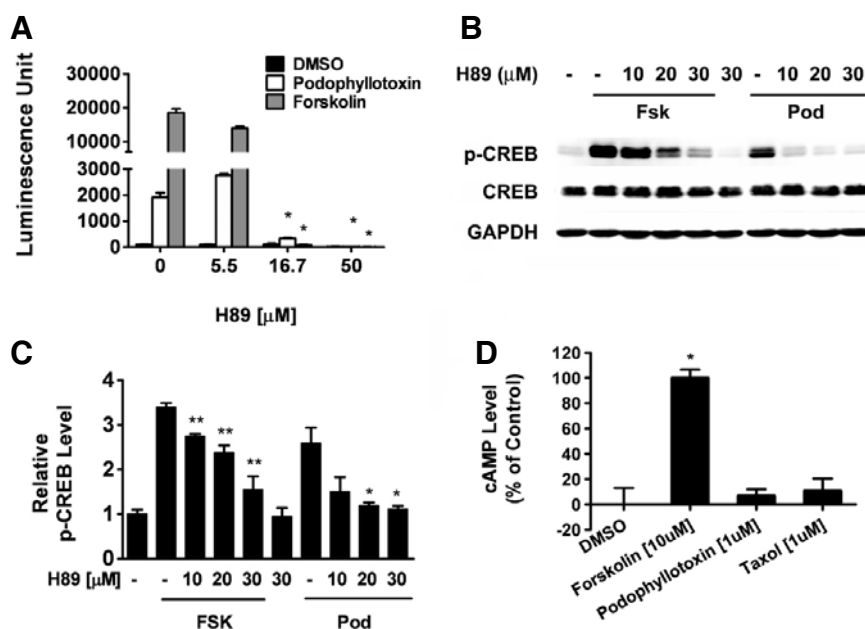 A
Luminescence Unit
30000
20000
10000
3000
2000
1000
0
DMSO
Podophyllotoxin
Forskolin
* * * *
0 5.5 16.7 50
H89 [μM]
B
H89 (μM) - - 10 20 30 30 - 10 20 30
Fsk Pod
p-CREB
CREB
GAPDH
C
Relative
p-CREB Level
4
3
2
1
0
** ** ** * *
H89 [μM] - - 10 20 30 30 - 10 20 30
FSK Pod
D
cAMP Level
(% of Control)
120
100
80
60
40
20
0
-20
*
DMSO
Forskolin [10uM]
Podophyllotoxin [1uM]
Taxol [1uM]